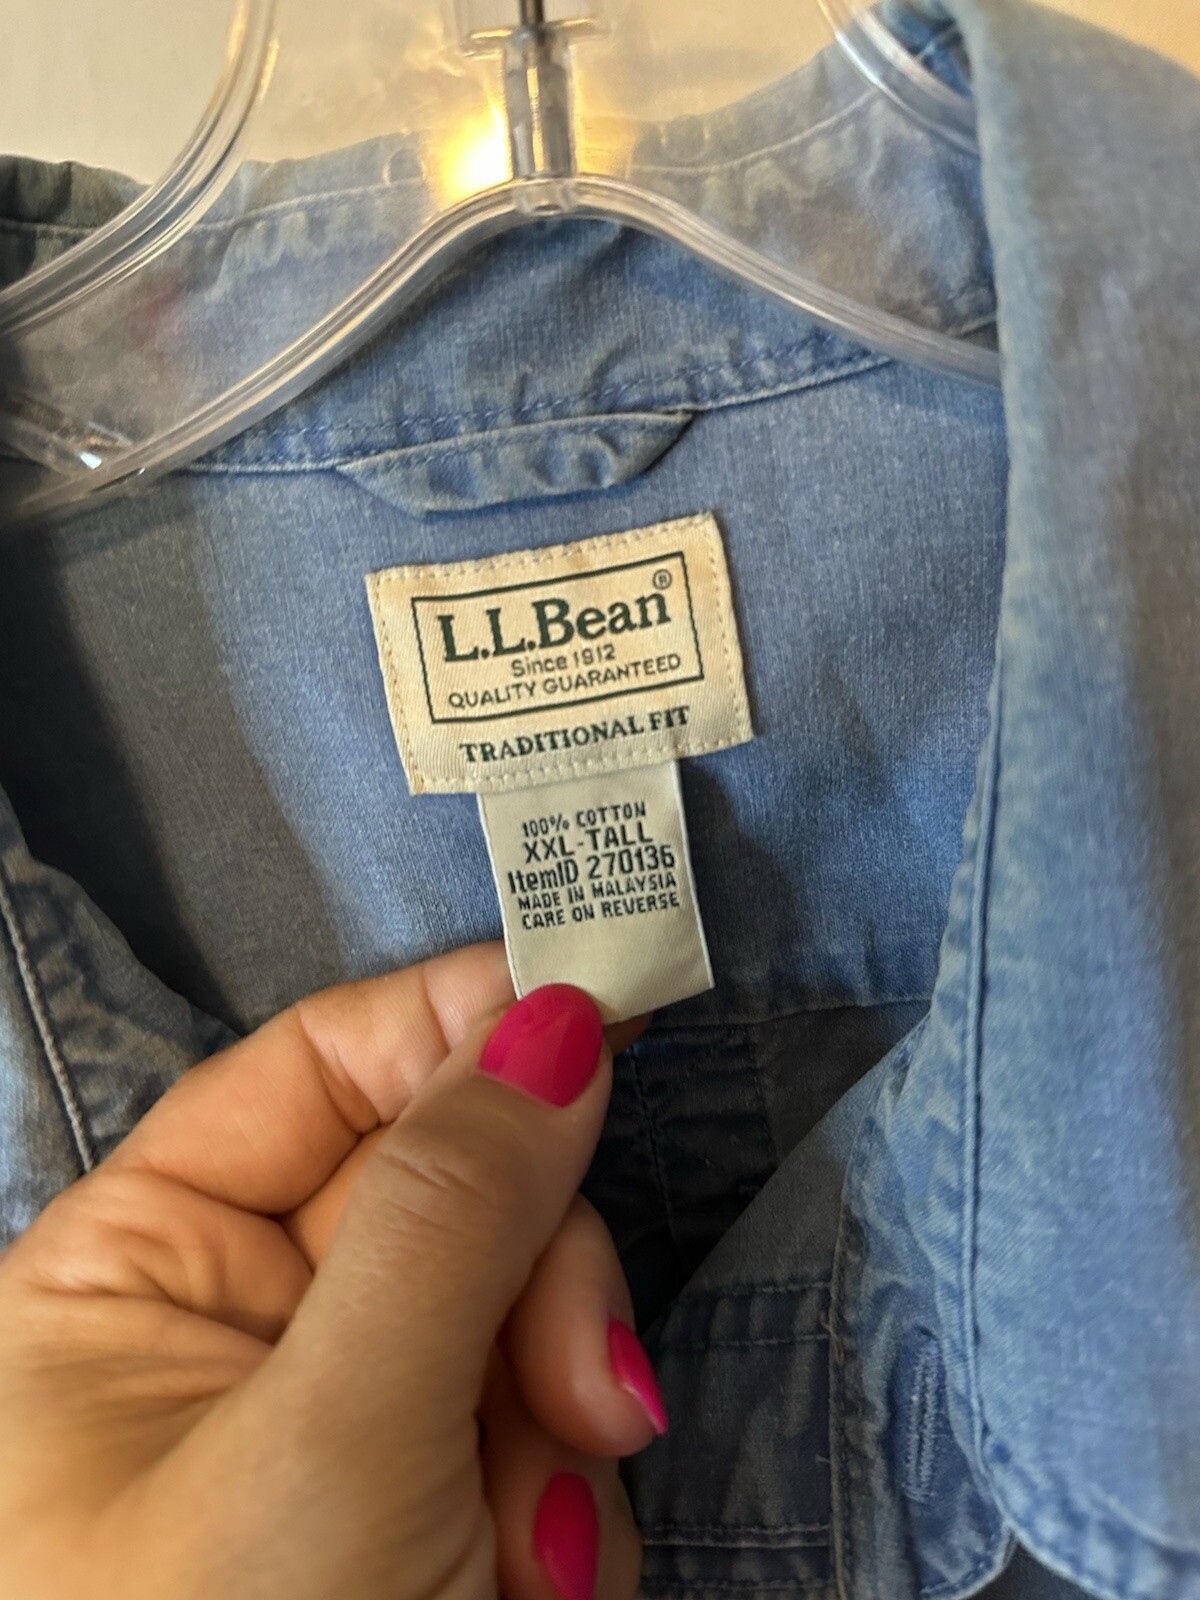 L.L.Bean®
Since 1912
QUALITY GUARANTEED
TRADITIONAL FIT
100% COTTON
XXL-TALL
ItemID 270136
MADE IN MALAYSIA
CARE ON REVERSE